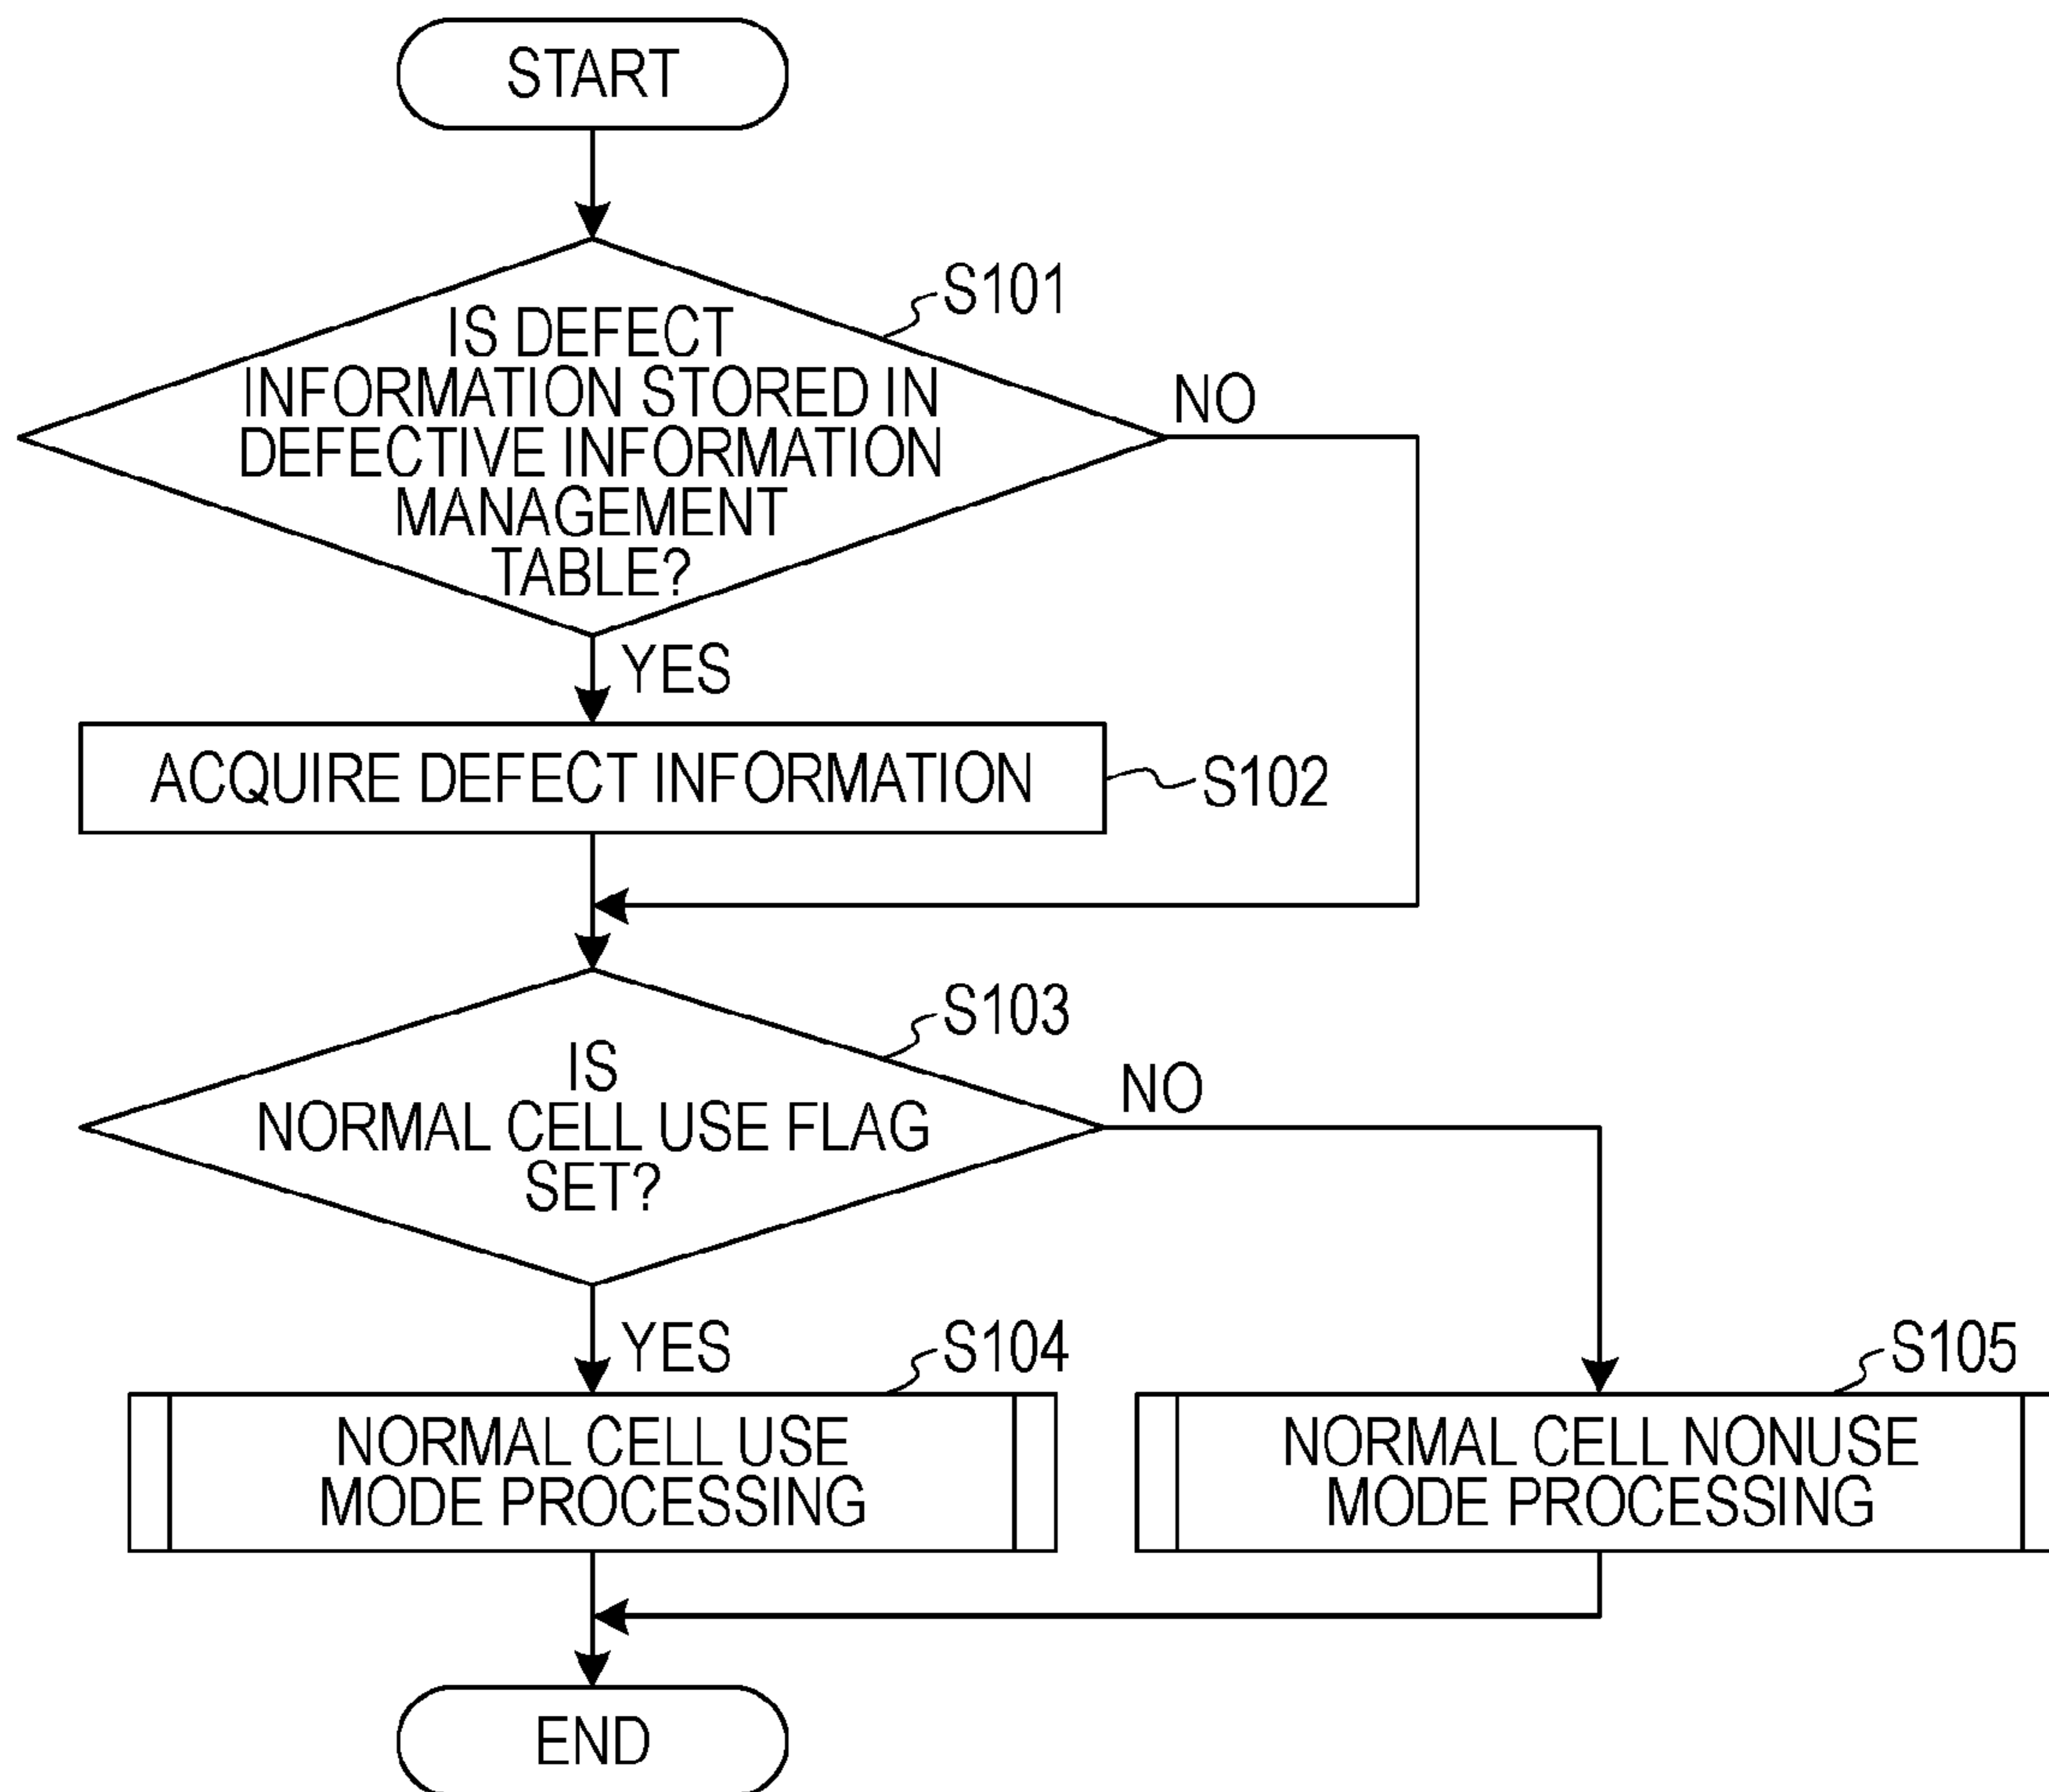 START
S101
IS DEFECT
INFORMATION STORED IN
DEFECTIVE INFORMATION
MANAGEMENT
TABLE?
NO
YES
ACQUIRE DEFECT INFORMATION
S102
S103
IS
NORMAL CELL USE FLAG
SET?
NO
YES
S104
NORMAL CELL USE
MODE PROCESSING
S105
NORMAL CELL NONUSE
MODE PROCESSING
END